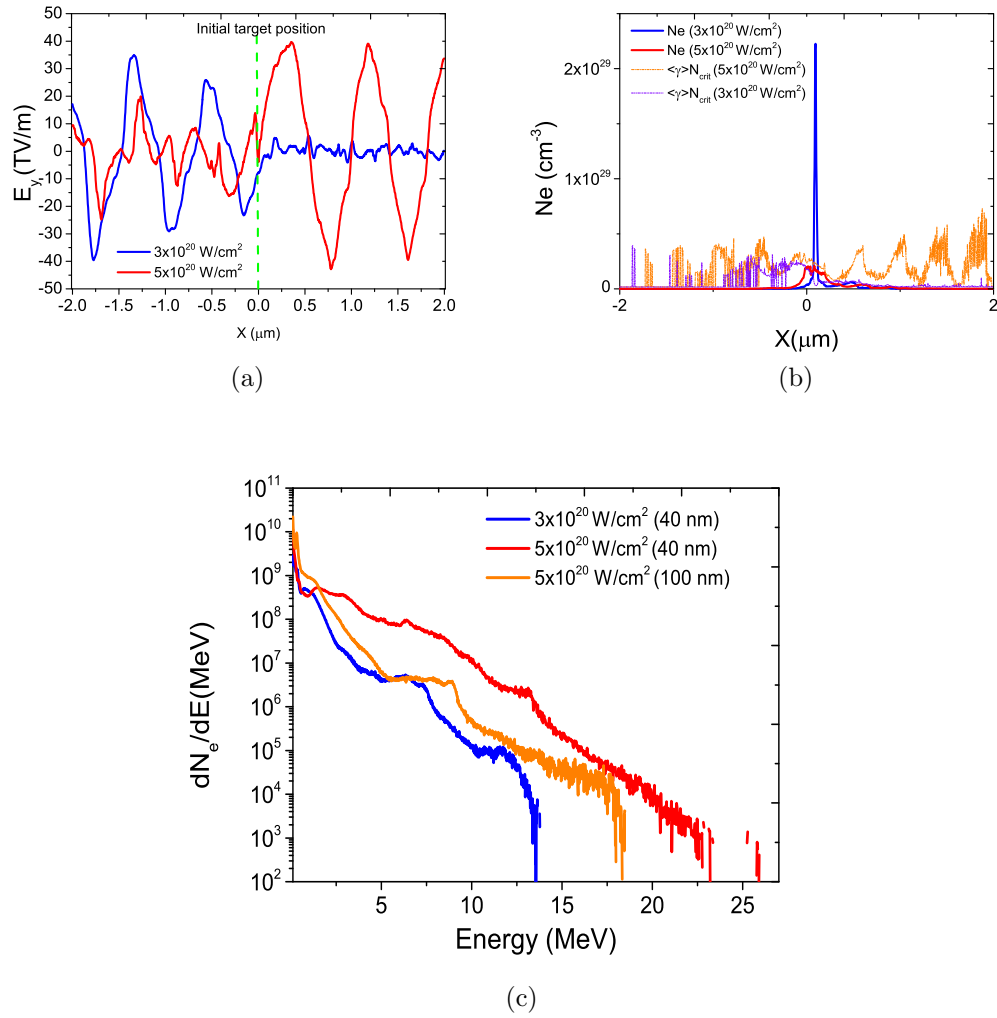 50
40
30
20
10
0
-10
-20
-30
-40
-50
E_y (TV/m)
Initial target position
3x10^20 W/cm^2
5x10^20 W/cm^2
-2.0 -1.5 -1.0 -0.5 0.0 0.5 1.0 1.5 2.0
X (μm)
(a)
2x10^29
1x10^29
0
Ne (cm^-3)
Ne (3x10^20 W/cm^2)
Ne (5x10^20 W/cm^2)
<γ>N_crit (5x10^20 W/cm^2)
<γ>N_crit (3x10^20 W/cm^2)
-2 0 2
X(μm)
(b)
10^11
10^10
10^9
10^8
10^7
10^6
10^5
10^4
10^3
10^2
dN_e/dE(MeV)
3x10^20 W/cm^2 (40 nm)
5x10^20 W/cm^2 (40 nm)
5x10^20 W/cm^2 (100 nm)
5 10 15 20 25
Energy (MeV)
(c)